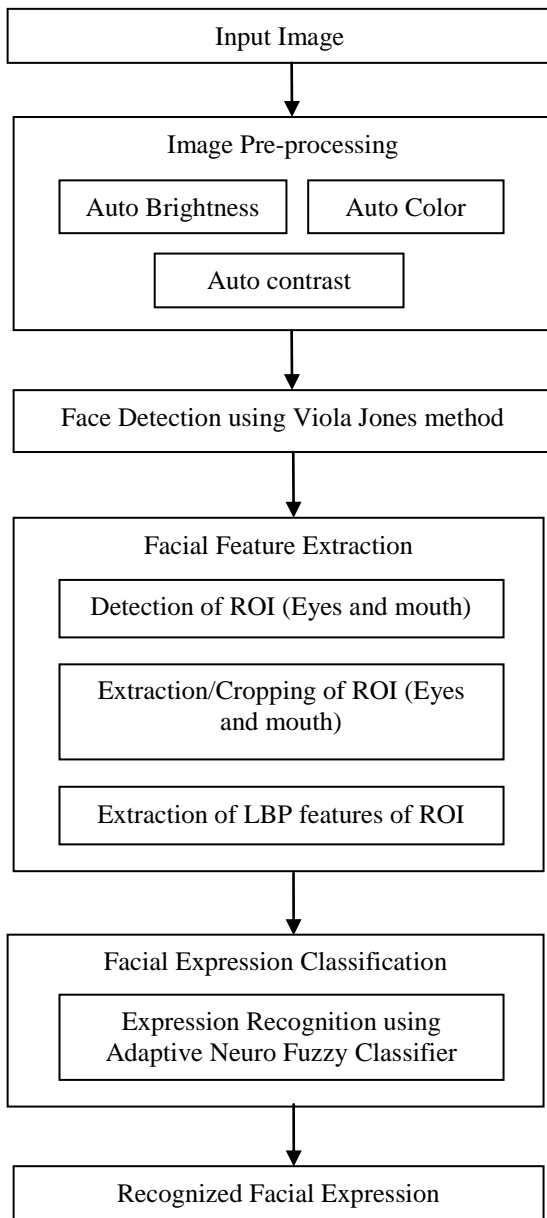 Input Image
Image Pre-processing
Auto Brightness
Auto Color
Auto contrast
Face Detection using Viola Jones method
Facial Feature Extraction
Detection of ROI (Eyes and mouth)
Extraction/Cropping of ROI (Eyes
and mouth)
Extraction of LBP features of ROI
Facial Expression Classification
Expression Recognition using
Adaptive Neuro Fuzzy Classifier
Recognized Facial Expression